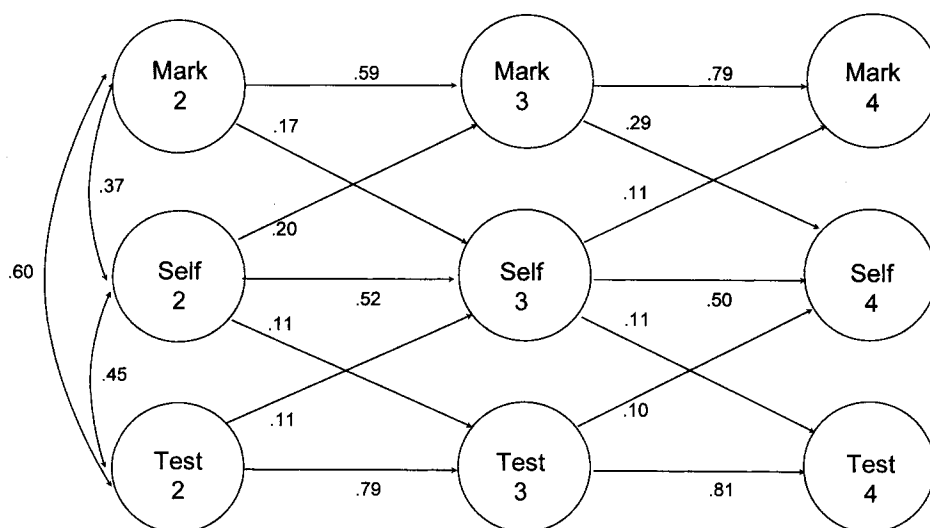 Mark
2
.59
Mark
3
.79
Mark
4
.17
.29
.37
.20
.11
.60
Self
2
.52
Self
3
.50
Self
4
.11
.11
.45
.11
.10
Test
2
.79
Test
3
.81
Test
4